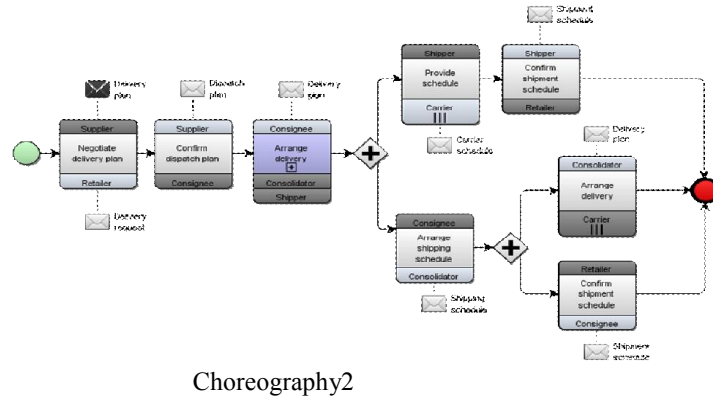 Shipment
schedule
Delivery
plan
Dispatch
plan
Delivery
plan
Shipper
Provide
schedule
Carrier
Carrier
schedule
Shipper
Confirm
shipment
schedule
Retailer
Supplier
Negotiate
delivery plan
Retailer
Delivery
request
Supplier
Confirm
dispatch plan
Consignee
Consignee
Arrange
delivery
Consolidator
Shipper
Delivery
plan
Consolidator
Arrange
delivery
Carrier
Consignee
Arrange
shipping
schedule
Consolidator
Shipping
schedule
Retailer
Confirm
shipment
schedule
Consignee
Shipment
schedule
Choreography2